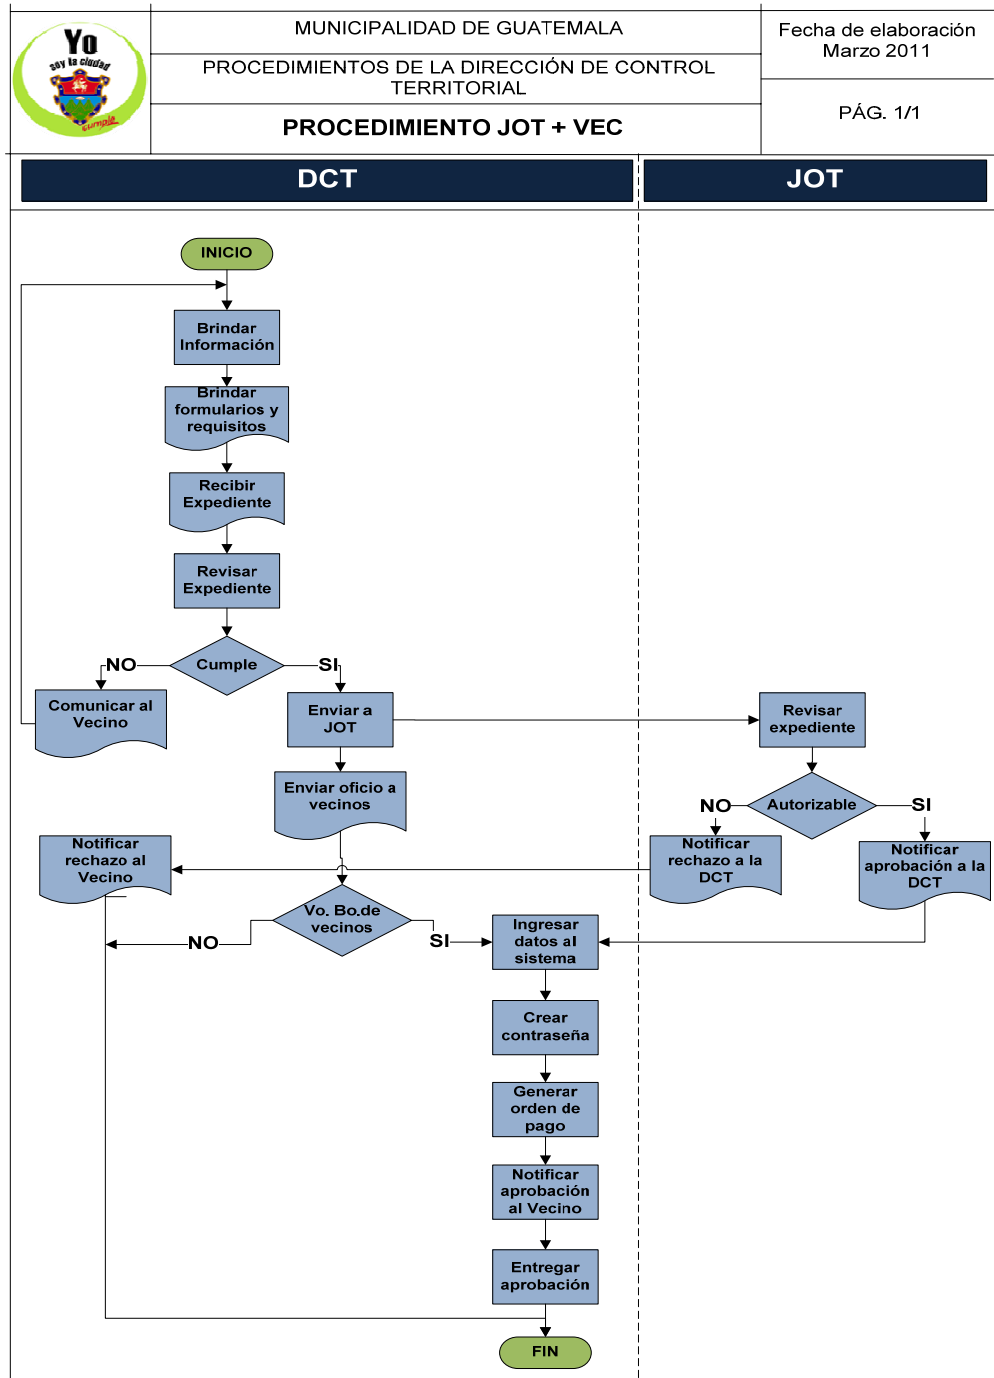 Yo
soy la ciudad
cumple
MUNICIPALIDAD DE GUATEMALA
PROCEDIMIENTOS DE LA DIRECCIÓN DE CONTROL
TERRITORIAL
PROCEDIMIENTO JOT + VEC
Fecha de elaboración
Marzo 2011
PÁG. 1/1
DCT
JOT
INICIO
Brindar
Información
Brindar
formularios y
requisitos
Recibir
Expediente
Revisar
Expediente
Cumple
NO
SI
Comunicar al
Vecino
Enviar a
JOT
Revisar
expediente
Enviar oficio a
vecinos
Autorizable
NO
SI
Notificar
rechazo al
Vecino
Notificar
rechazo a la
DCT
Notificar
aprobación a la
DCT
Vo. Bo.de
vecinos
NO
SI
Ingresar
datos al
sistema
Crear
contraseña
Generar
orden de
pago
Notificar
aprobación
al Vecino
Entregar
aprobación
FIN